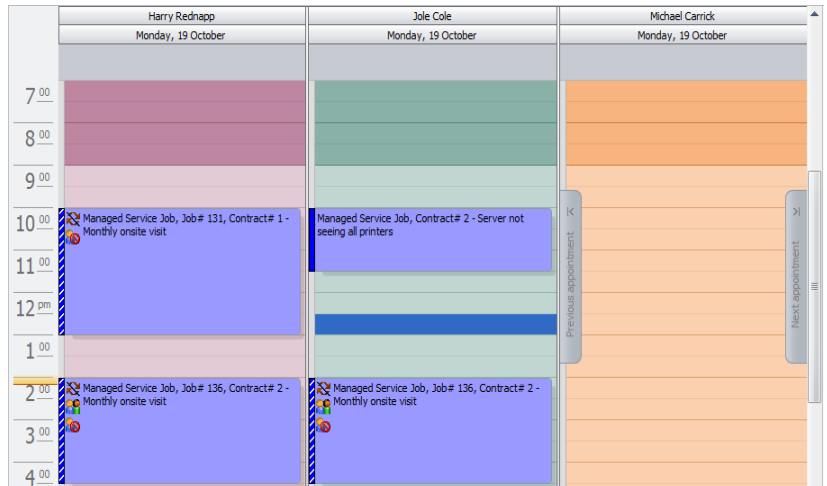 Harry Rednapp
Jole Cole
Michael Carrick
Monday, 19 October
Monday, 19 October
Monday, 19 October
7 00
8 00
9 00
10 00
Managed Service Job, Job# 131, Contract# 1 -
Monthly onsite visit
Managed Service Job, Contract# 2 - Server not
seeing all printers
11 00
12 pm
Previous appointment
Next appointment
1 00
2 00
Managed Service Job, Job# 136, Contract# 2 -
Monthly onsite visit
Managed Service Job, Job# 136, Contract# 2 -
Monthly onsite visit
3 00
4 00